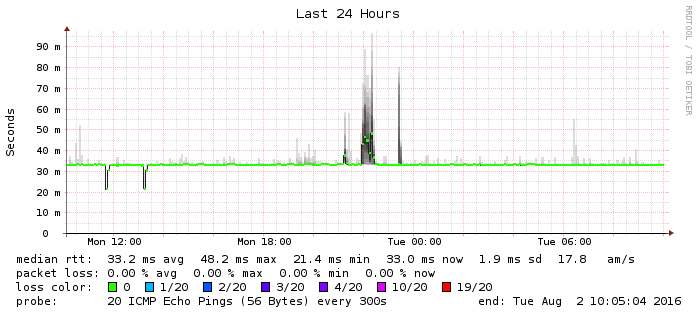 Last 24 Hours
RRDTOOL / TOBI OETIKER
Seconds
90 m
80 m
70 m
60 m
50 m
40 m
30 m
20 m
10 m
0
Mon 12:00 Mon 18:00 Tue 00:00 Tue 06:00
median rtt: 33.2 ms avg 48.2 ms max 21.4 ms min 33.0 ms now 1.9 ms sd 17.8 am/s
packet loss: 0.00 % avg 0.00 % max 0.00 % min 0.00 % now
loss color: 0 1/20 2/20 3/20 4/20 10/20 19/20
probe: 20 ICMP Echo Pings (56 Bytes) every 300s end: Tue Aug 2 10:05:04 2016